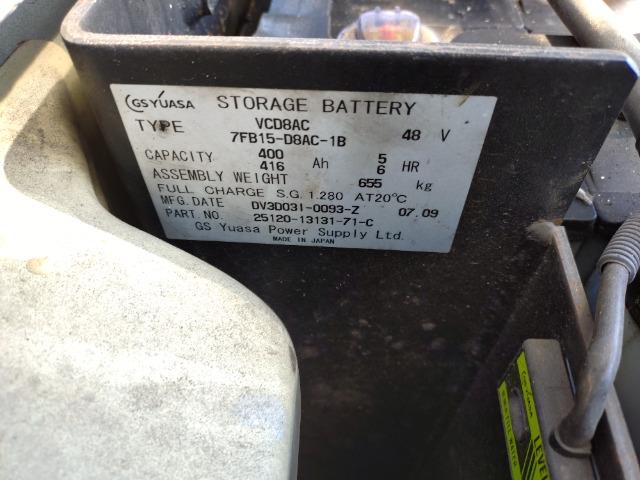 GS YUASA STORAGE BATTERY
TYPE VCD8AC
7FB15-D8AC-1B 48 V
CAPACITY 400 5
416 Ah 6 HR
ASSEMBLY WEIGHT 655 kg
FULL CHARGE S.G. 1.280 AT20°C
MFG. DATE DV3D03I-0093-Z 07.09
PART NO. 25120-13131-71-C
GS Yuasa Power Supply Ltd.
MADE IN JAPAN
LEVEL